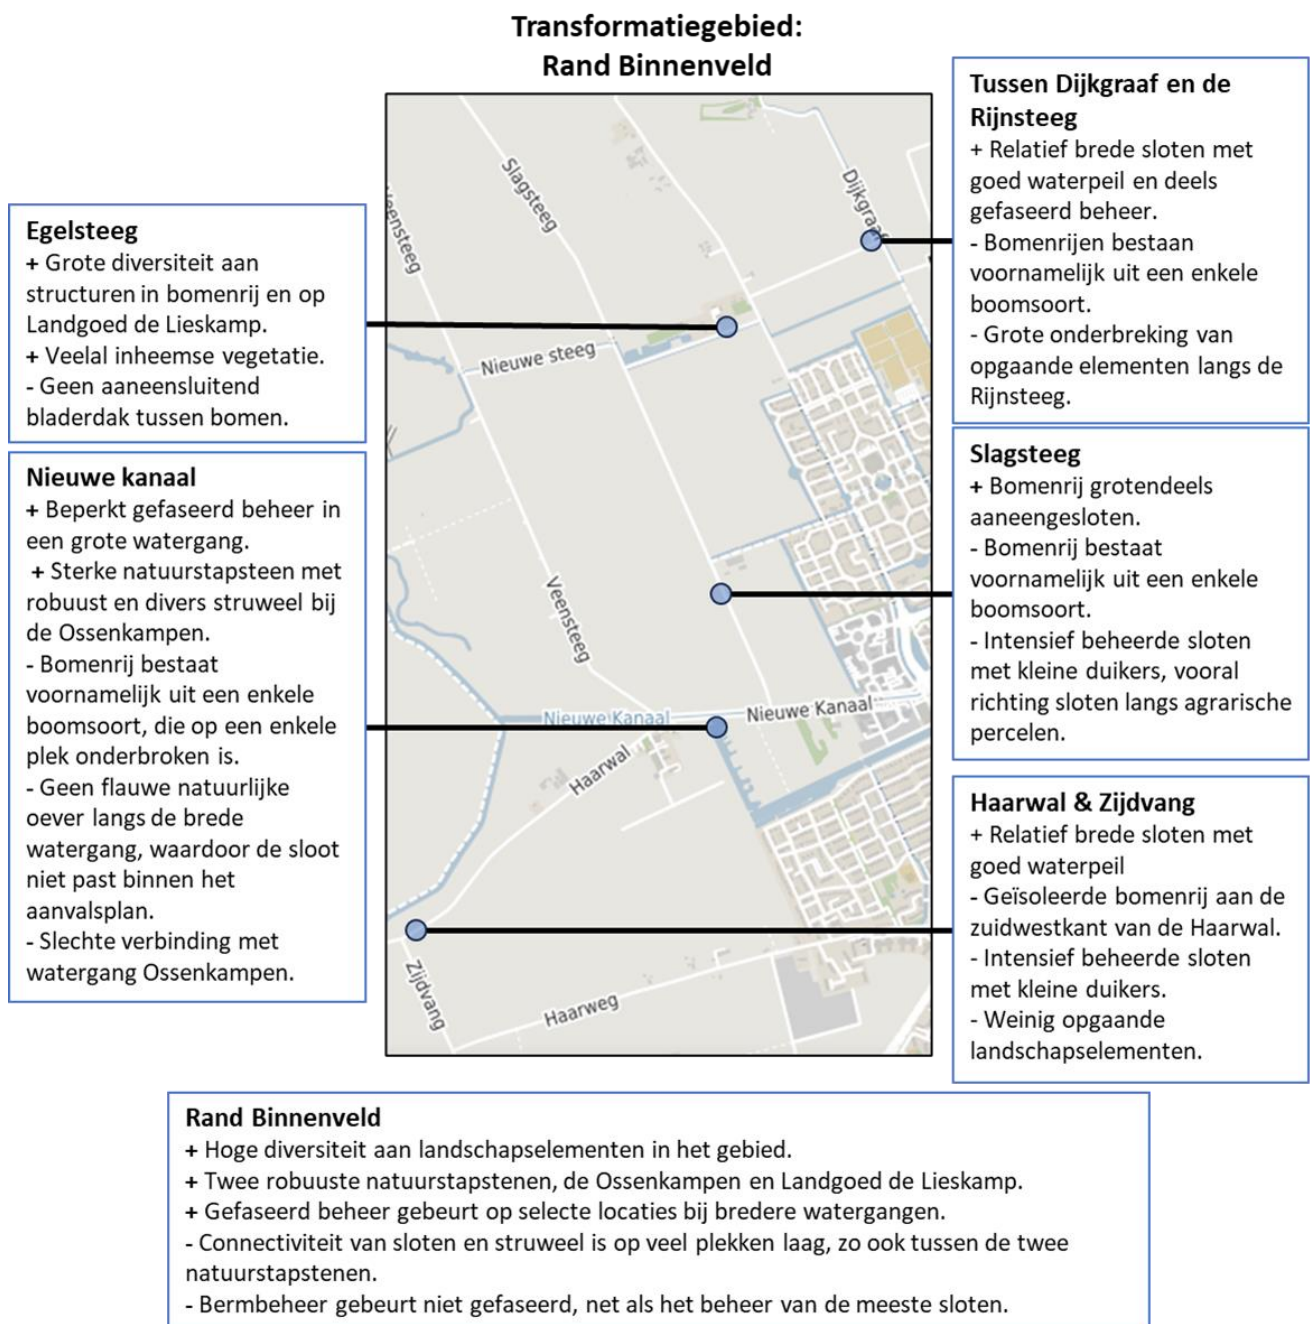 Transformatiegebied:
Rand Binnenveld
Egelsteeg
+ Grote diversiteit aan
structuren in bomenrij en op
Landgoed de Lieskamp.
+ Veelal inheemse vegetatie.
- Geen aaneensluitend
bladerdak tussen bomen.
Nieuwe kanaal
+ Beperkt gefaseerd beheer in
een grote watergang.
+ Sterke natuurstapsteen met
robuust en divers struweel bij
de Ossenkampen.
- Bomenrij bestaat
voornamelijk uit een enkele
boomsoort, die op een enkele
plek onderbroken is.
- Geen flauwe natuurlijke
oever langs de brede
watergang, waardoor de sloot
niet past binnen het
aanvalsplan.
- Slechte verbinding met
watergang Ossenkampen.
Slagsteeg
Dijkgraaf
Nieuwe steeg
Veensteeg
Nieuwe Kanaal
Nieuwe Kanaal
Haarwal
Zijdvang
Haarweg
Tussen Dijkgraaf en de
Rijnsteeg
+ Relatief brede sloten met
goed waterpeil en deels
gefaseerd beheer.
- Bomenrijen bestaan
voornamelijk uit een enkele
boomsoort.
- Grote onderbreking van
opgaande elementen langs de
Rijnsteeg.
Slagsteeg
+ Bomenrij grotendeels
aaneengesloten.
- Bomenrij bestaat
voornamelijk uit een enkele
boomsoort.
- Intensief beheerde sloten
met kleine duikers, vooral
richting sloten langs agrarische
percelen.
Haarwal & Zijdvang
+ Relatief brede sloten met
goed waterpeil
- Geïsoleerde bomenrij aan de
zuidwestkant van de Haarwal.
- Intensief beheerde sloten
met kleine duikers.
- Weinig opgaande
landschapselementen.
Rand Binnenveld
+ Hoge diversiteit aan landschapselementen in het gebied.
+ Twee robuuste natuurstapstenen, de Ossenkampen en Landgoed de Lieskamp.
+ Gefaseerd beheer gebeurt op selecte locaties bij bredere watergangen.
- Connectiviteit van sloten en struweel is op veel plekken laag, zo ook tussen de twee
natuurstapstenen.
- Bermbeheer gebeurt niet gefaseerd, net als het beheer van de meeste sloten.